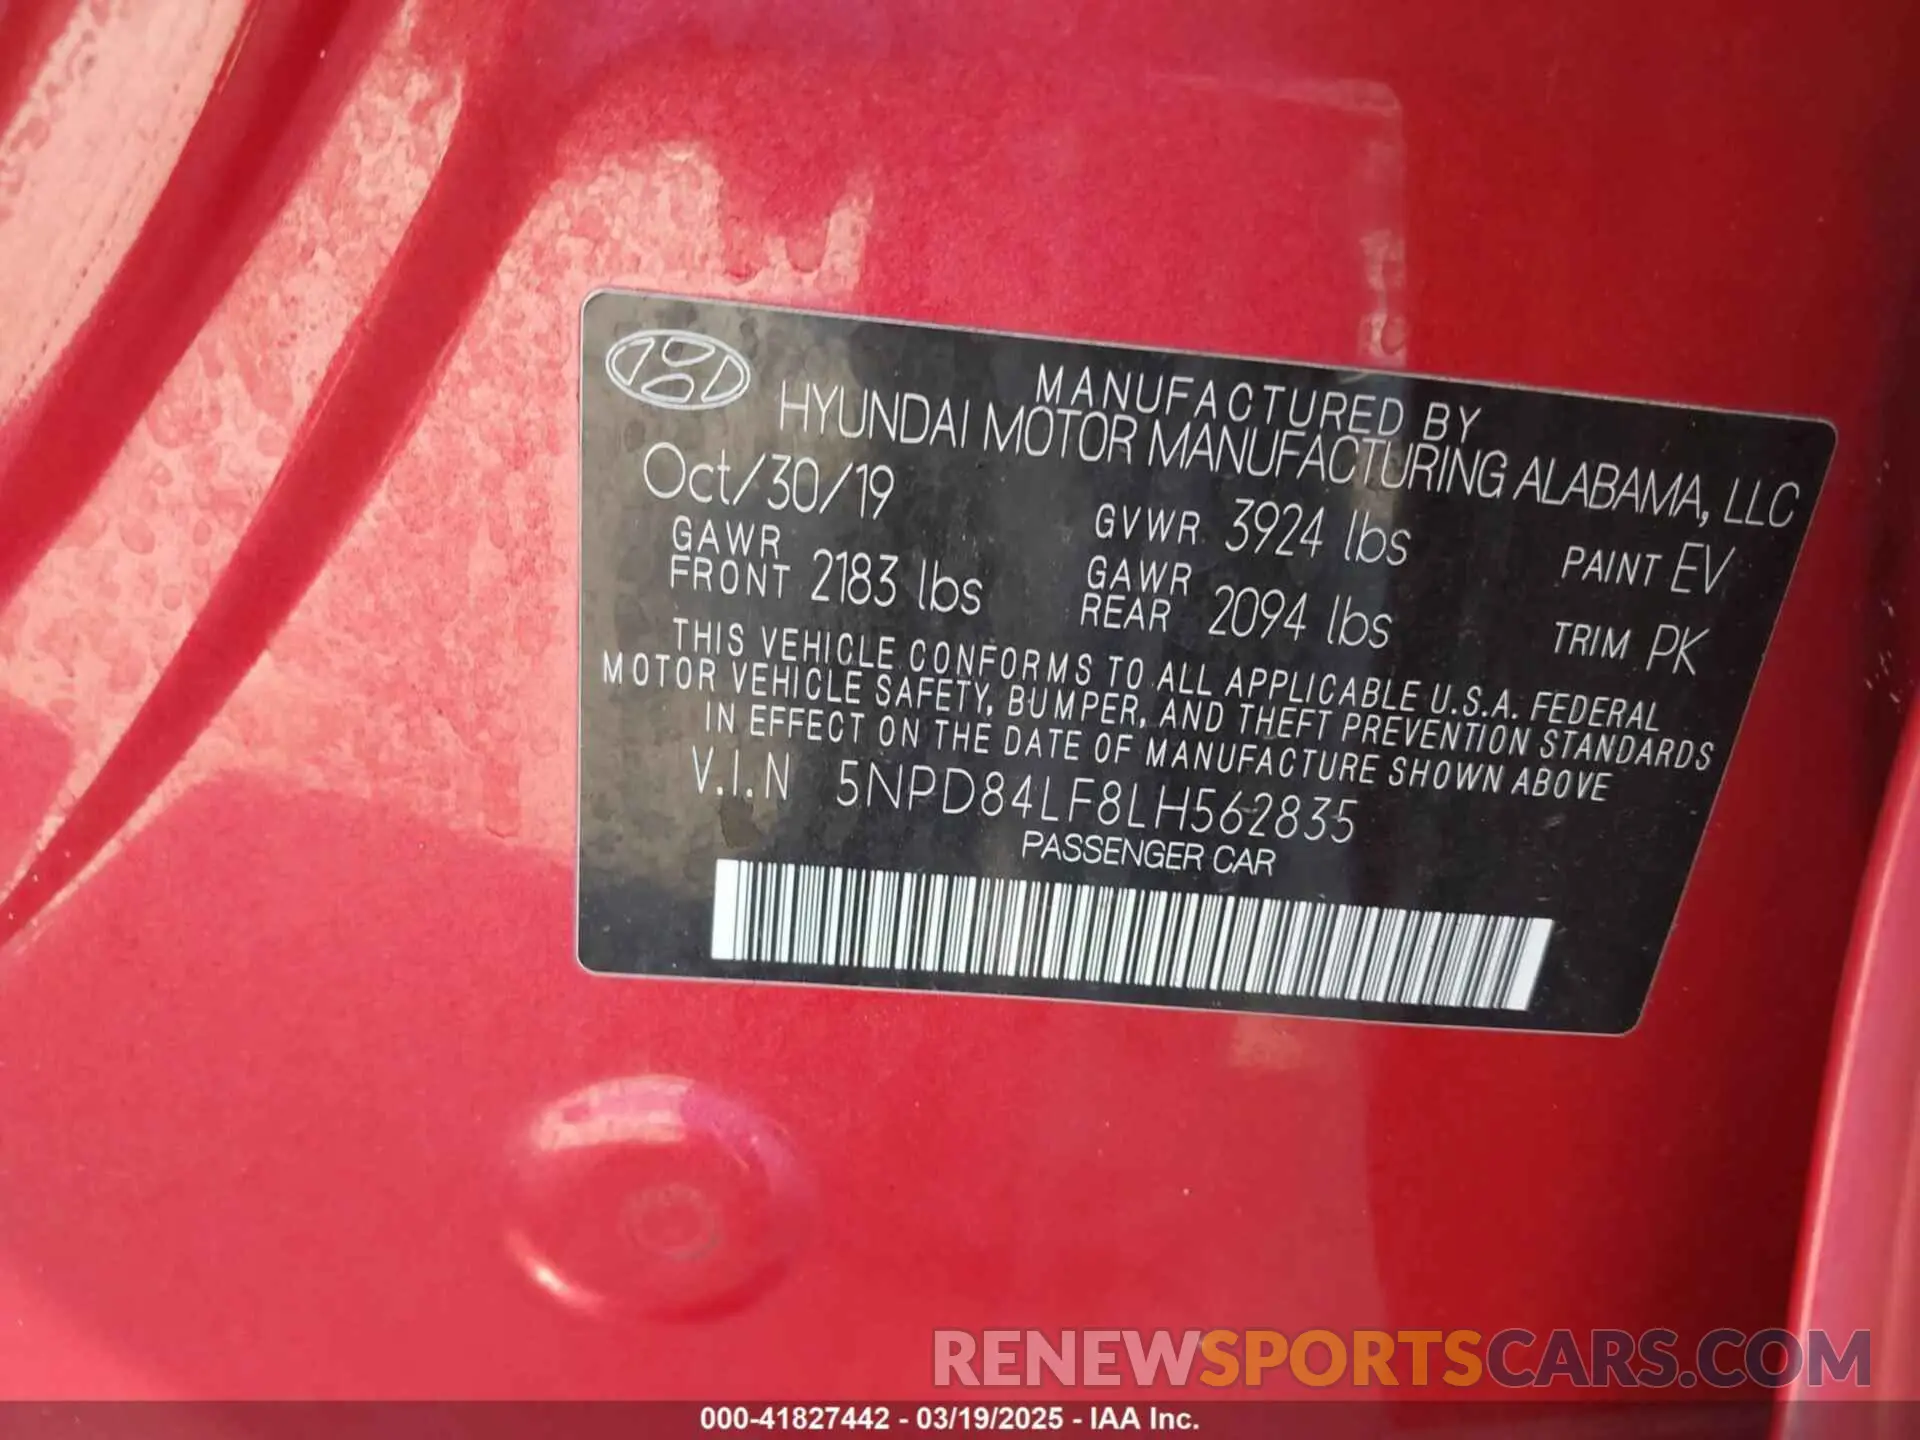 MANUFACTURED BY
HYUNDAI MOTOR MANUFACTURING ALABAMA, LLC
Oct/30/19
GVWR 3924 lbs
PAINT EV
GAWR
FRONT 2183 lbs
GAWR
REAR 2094 lbs
TRIM PK
THIS VEHICLE CONFORMS TO ALL APPLICABLE U.S.A. FEDERAL
MOTOR VEHICLE SAFETY, BUMPER, AND THEFT PREVENTION STANDARDS
IN EFFECT ON THE DATE OF MANUFACTURE SHOWN ABOVE
V.I.N 5NPD84LF8LH562835
PASSENGER CAR
RENEWSPORTSCARS.COM
000-41827442 - 03/19/2025 - IAA Inc.